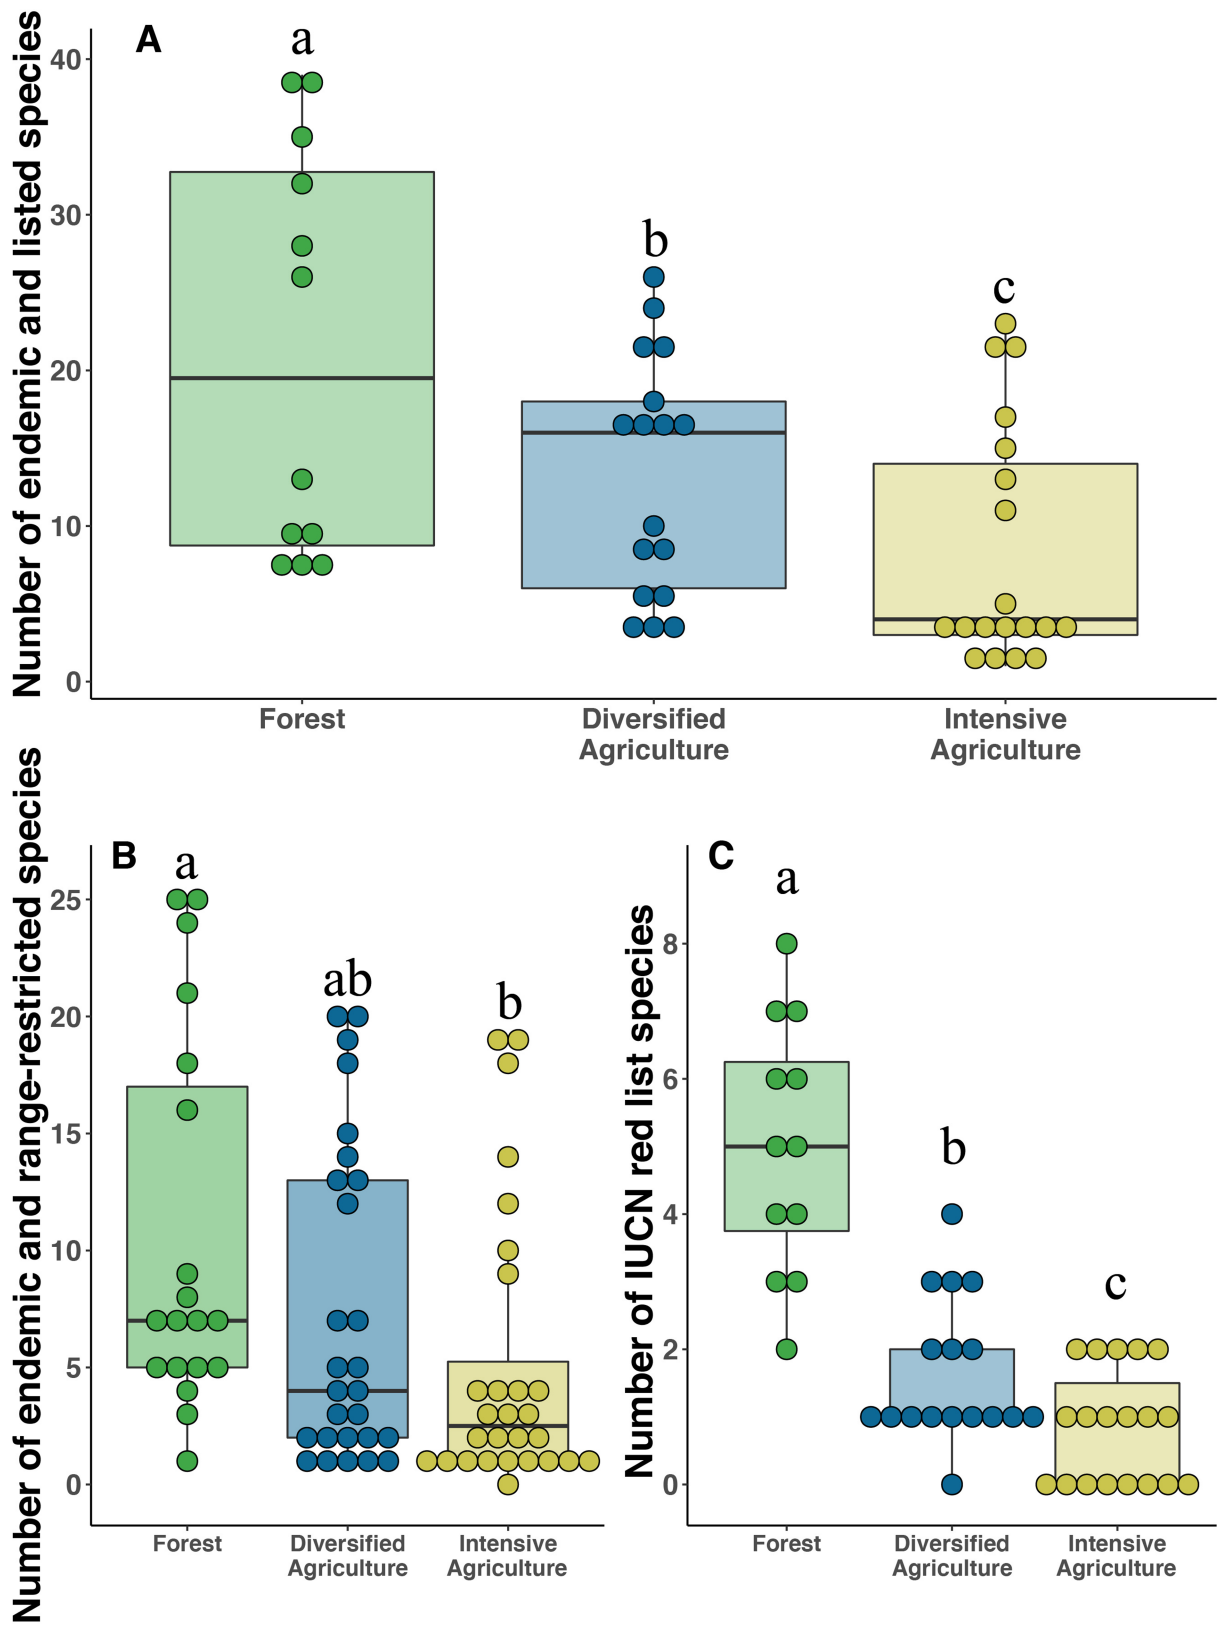 A
a
b
c
Number of endemic and listed species
40
30
20
10
0
Forest
Diversified
Agriculture
Intensive
Agriculture
B
a
ab
b
Number of endemic and range-restricted species
25
20
15
10
5
0
Forest
Diversified
Agriculture
Intensive
Agriculture
C
a
b
c
Number of IUCN red list species
8
6
4
2
0
Forest
Diversified
Agriculture
Intensive
Agriculture